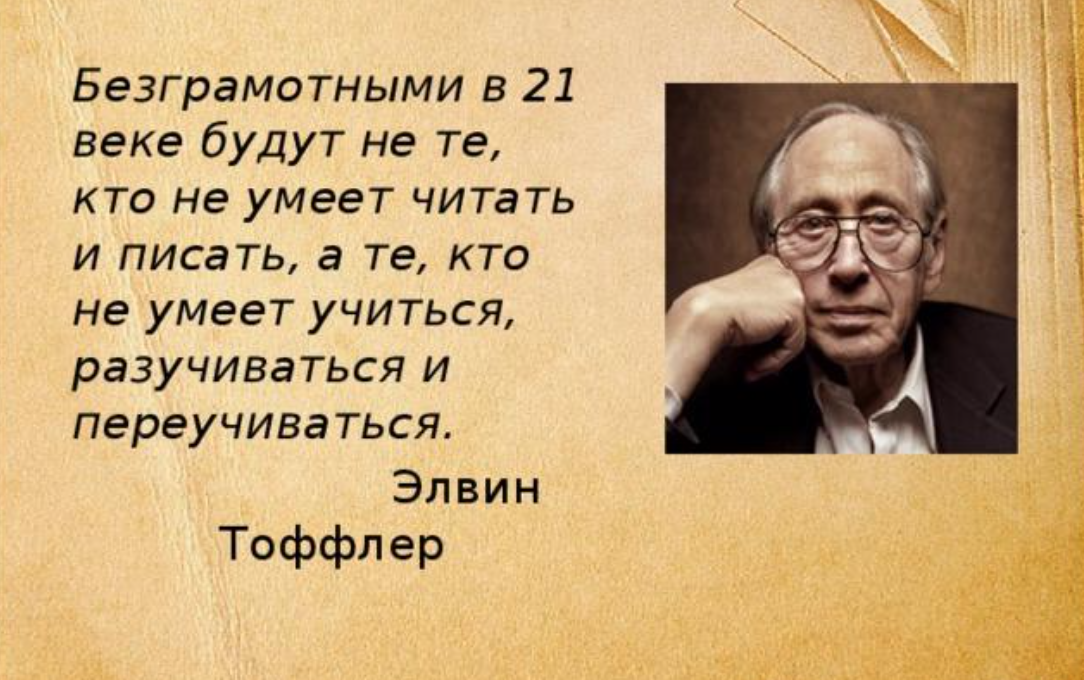 Безграмотными в 21
веке будут не те,
кто не умеет читать
и писать, а те, кто
не умеет учиться,
разучиваться и
переучиваться.
Элвин
Тоффлер